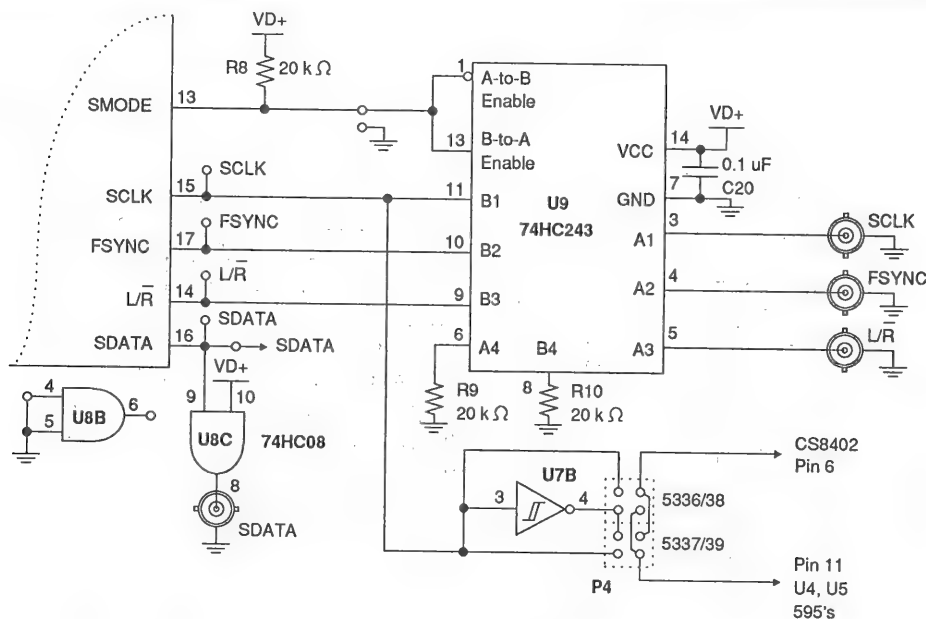 VD+
R8
20 k Ω
SMODE
13
1
A-to-B
Enable
13
B-to-A
Enable
VD+
14
VCC
0.1 uF
7
GND
C20
SCLK
SCLK
15
11
B1
U9
74HC243
3
A1
SCLK
FSYNC
FSYNC
17
10
B2
4
A2
FSYNC
L/R̅
L/R̅
14
9
B3
5
A3
L/R̅
SDATA
SDATA
16
SDATA
6
A4
B4
VD+
9
10
R9
20 k Ω
8
R10
20 k Ω
4
5
U8B
6
U8C
74HC08
8
SDATA
U7B
3
4
CS8402
Pin 6
5336/38
5337/39
P4
Pin 11
U4, U5
595's